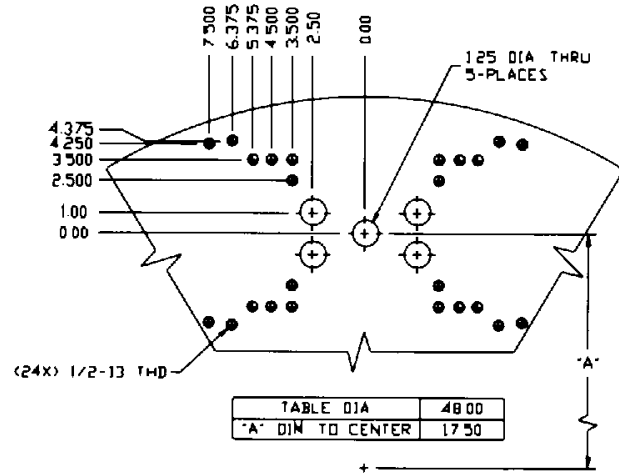 7.500
6.375
5.375
4.500
3.500
2.50
0.00
1.25 DIA THRU
5-PLACES
4.375
4.250
3.500
2.500
1.00
0.00
(24X) 1/2-13 THD
"A"
TABLE DIA 48.00
"A" DIM TO CENTER 17.50